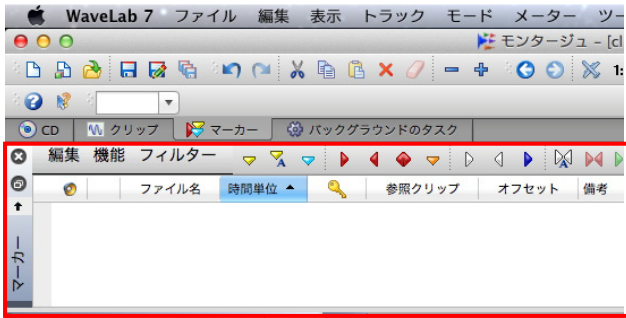 WaveLab 7 ファイル 編集 表示 トラック モード メーター ツー
モンタージュ - [cl
1:
CD クリップ マーカー バックグラウンドのタスク
編集 機能 フィルター
ファイル名 時間単位 参照クリップ オフセット 備考
マーカー